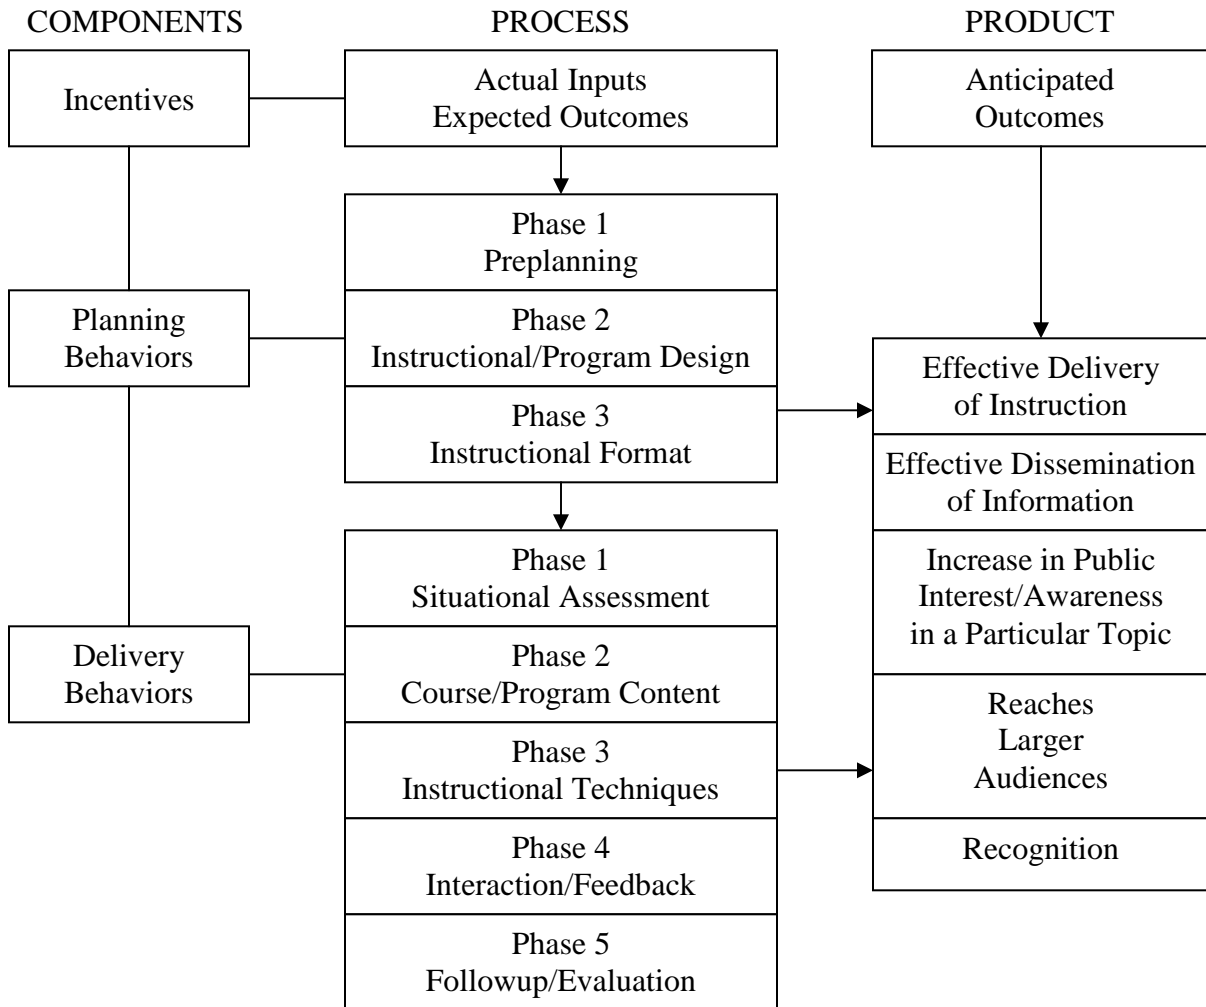 COMPONENTS
PROCESS
PRODUCT
Incentives
Actual Inputs
Expected Outcomes
Anticipated
Outcomes
Phase 1
Preplanning
Planning
Behaviors
Phase 2
Instructional/Program Design
Phase 3
Instructional Format
Effective Delivery
of Instruction
Effective Dissemination
of Information
Phase 1
Situational Assessment
Increase in Public
Interest/Awareness
in a Particular Topic
Delivery
Behaviors
Phase 2
Course/Program Content
Reaches
Larger
Audiences
Phase 3
Instructional Techniques
Phase 4
Interaction/Feedback
Recognition
Phase 5
Followup/Evaluation